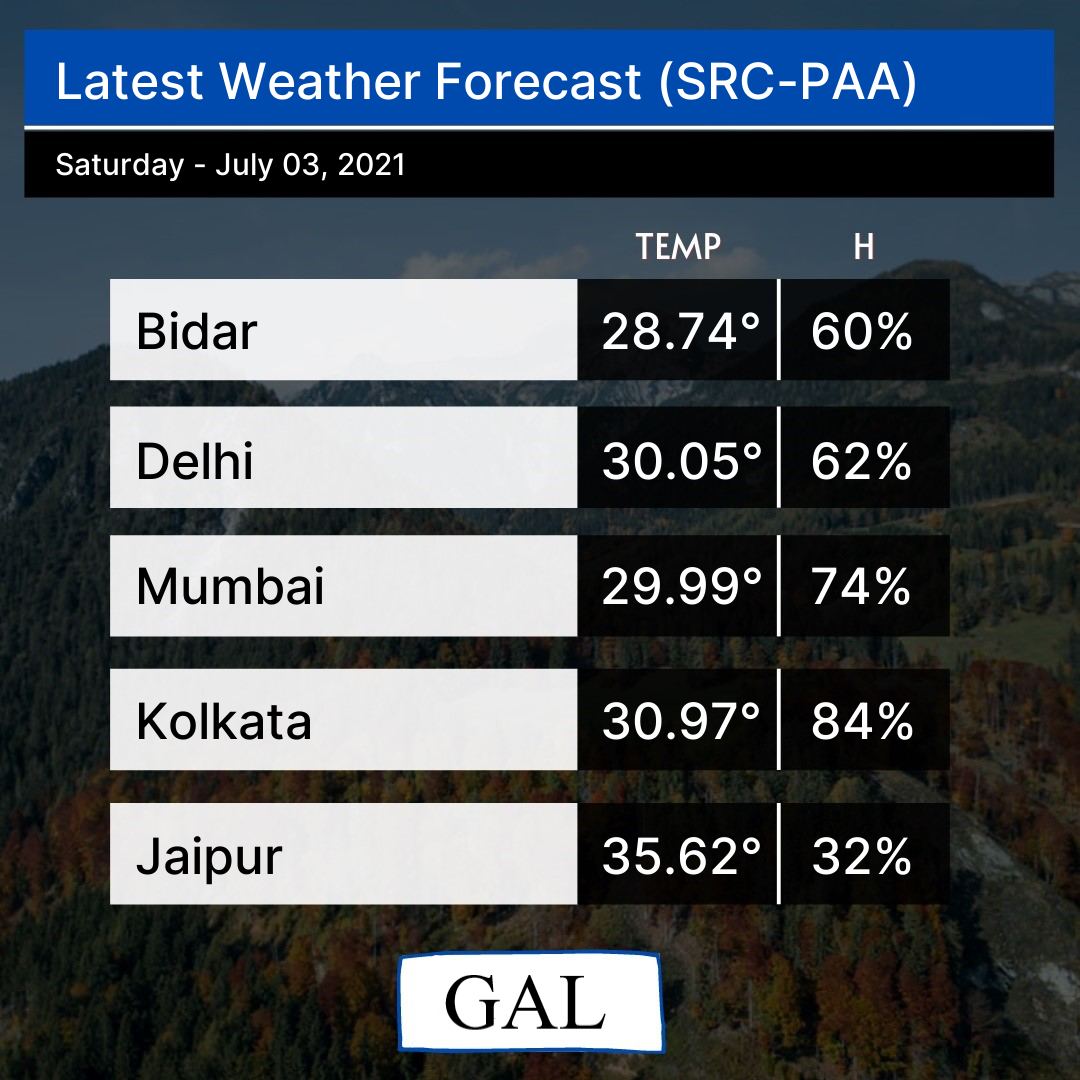 Latest Weather Forecast (SRC-PAA)
Saturday - July 03, 2021
TEMP H
Bidar 28.74° 60%
Delhi 30.05° 62%
Mumbai 29.99° 74%
Kolkata 30.97° 84%
Jaipur 35.62° 32%
GAL